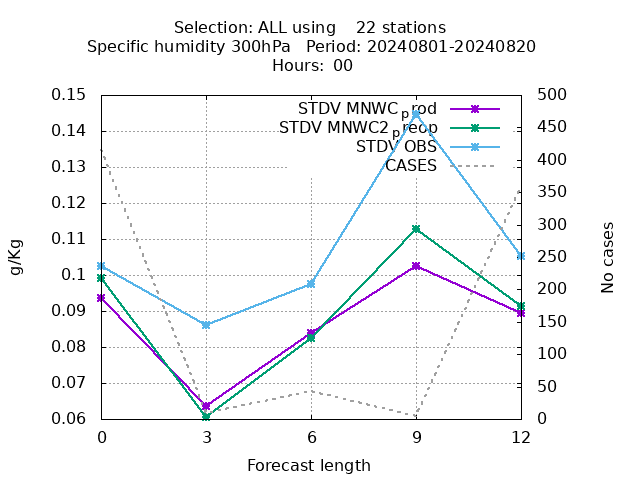 Selection: ALL using 22 stations
Specific humidity 300hPa Period: 20240801-20240820
Hours: 00
STDV MNWC_prod
STDV MNWC2_preop
STDV OBS
CASES
0.15
0.14
0.13
0.12
0.11
0.1
0.09
0.08
0.07
0.06
500
450
400
350
300
250
200
150
100
50
0
g/Kg
No cases
0 3 6 9 12
Forecast length